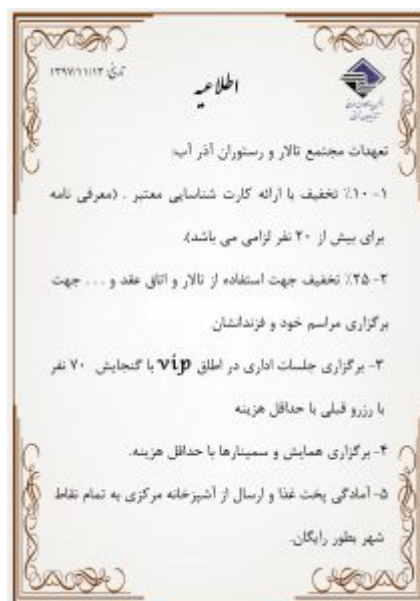 تاریخ: ۱۳۹۷/۱۱/۱۳
اطلاعیه
تعهدات مجتمع تالار و رستوران آذر آب:
۱- ۱۰٪ تخفیف با ارائه کارت شناسایی معتبر . (معرفی نامه
برای بیش از ۲۰ نفر لزامی می باشد).
۲- ۲۵٪ تخفیف جهت استفاده از تالار و اتاق عقد و ... جهت
برگزاری مراسم خود و فرزندانشان
۳- برگزاری جلسات اداری در اطاق vip با گنجایش ۷۰ نفر
با رزرو قبلی با حداقل هزینه
۴- برگزاری همایش و سمینارها با حداقل هزینه.
۵- آمادگی پخت غذا و ارسال از آشپزخانه مرکزی به تمام نقاط
شهر بطور رایگان.